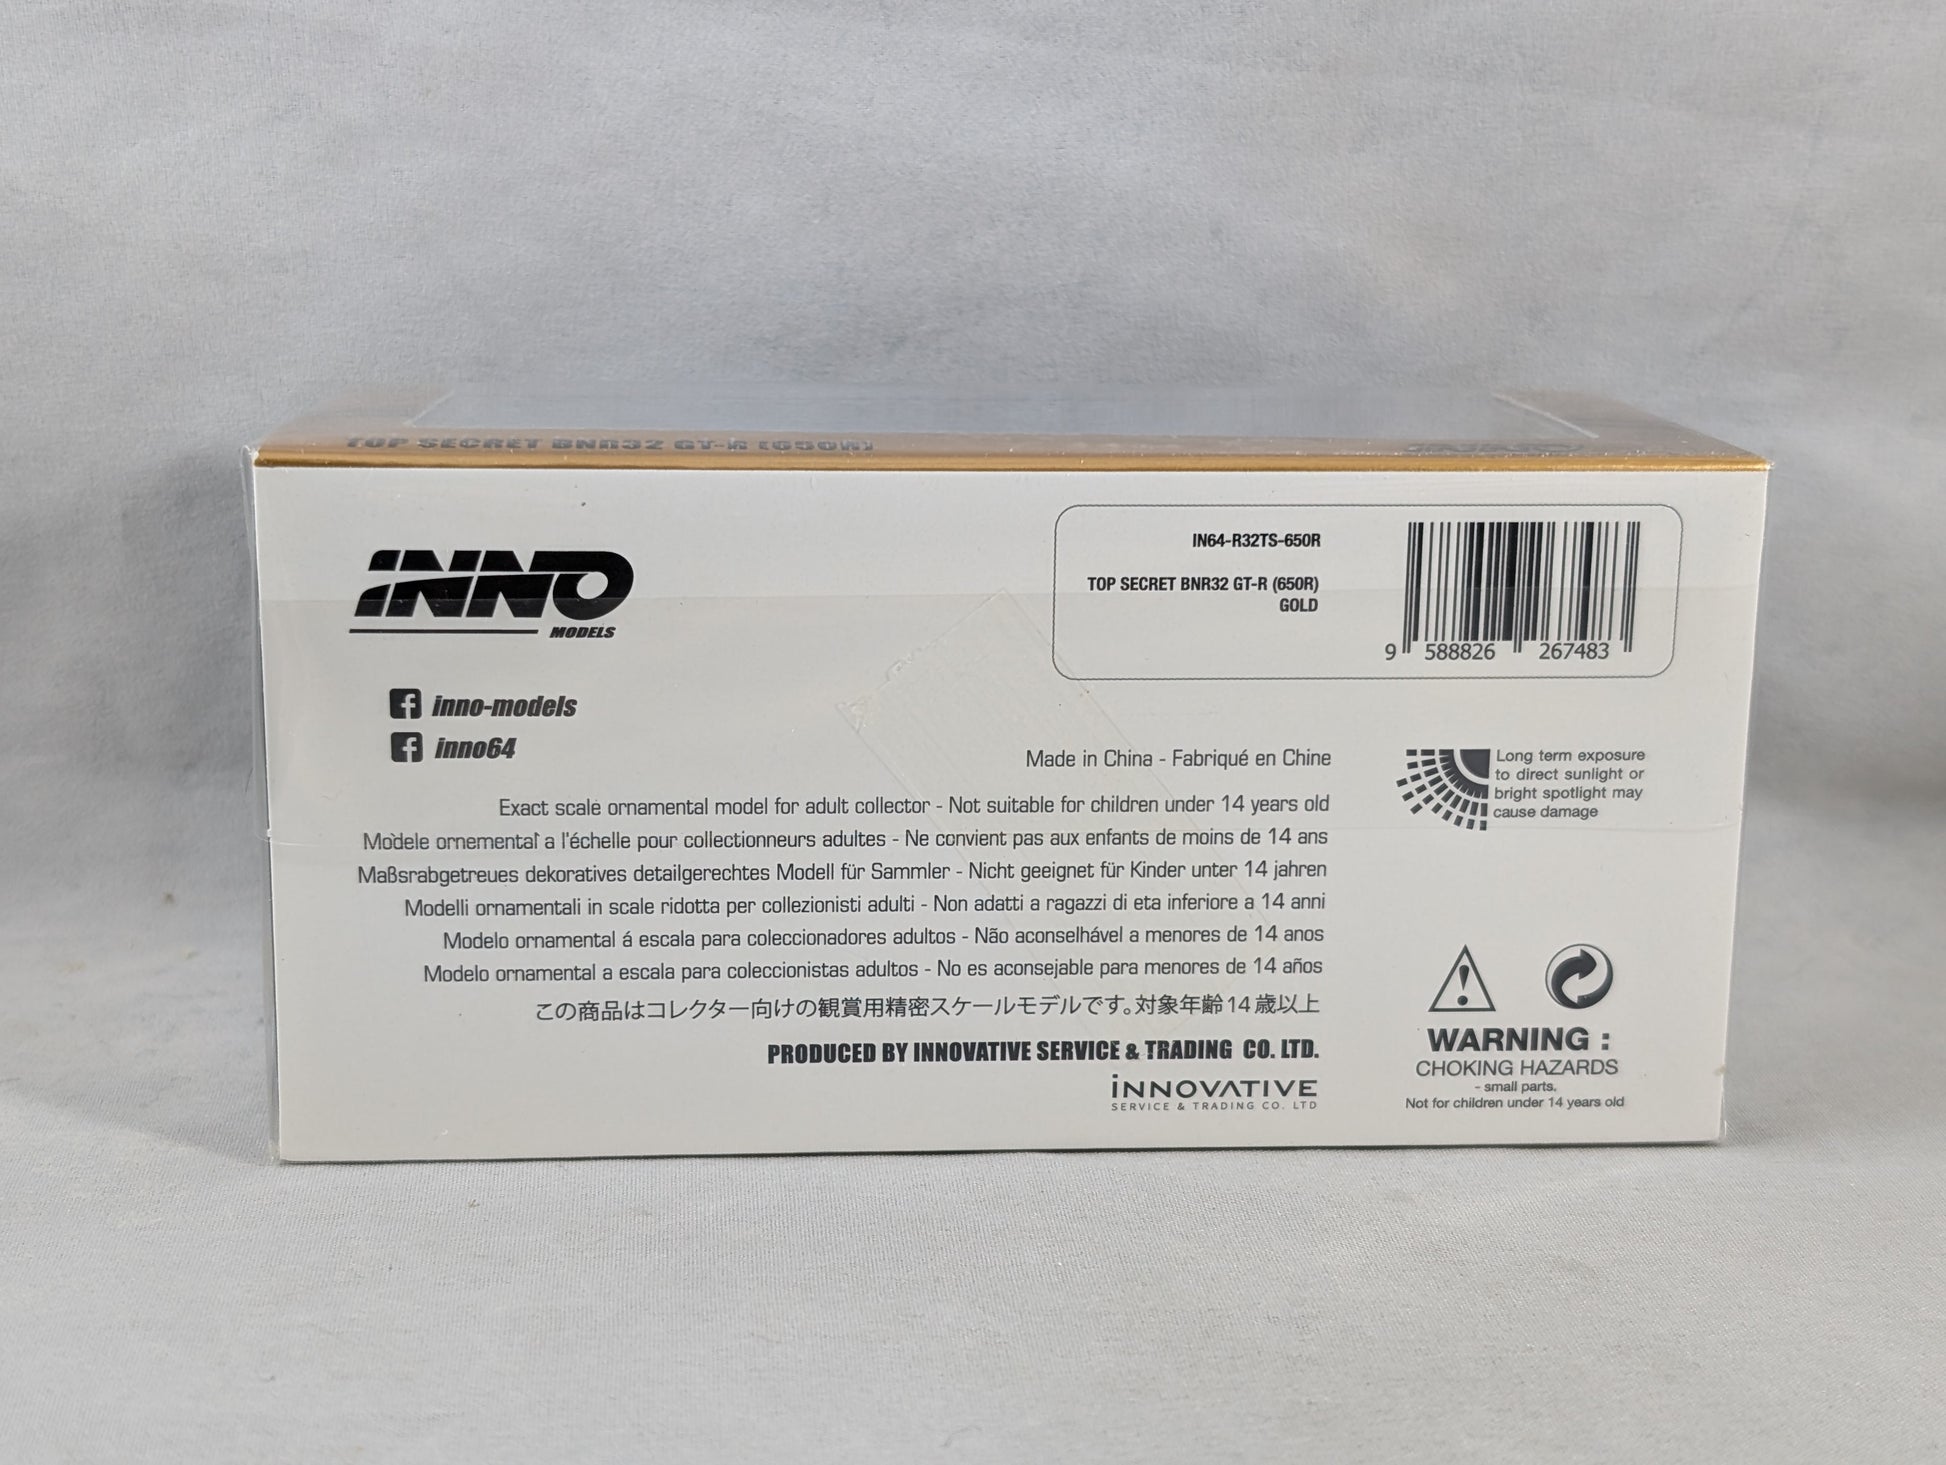 TOP SECRET BNR32 GT-R (650R)
INNO
MODELS
inno-models
inno64
IN64-R32TS-650R
TOP SECRET BNR32 GT-R (650R)
GOLD
9 588826 267483
Made in China - Fabriqué en Chine
Long term exposure
to direct sunlight or
bright spotlight may
cause damage
Exact scale ornamental model for adult collector - Not suitable for children under 14 years old
Modele ornemental a l'échelle pour collectionneurs adultes - Ne convient pas aux enfants de moins de 14 ans
Maßsrabgetreues dekoratives detailgerechtes Modell für Sammler - Nicht geeignet für Kinder unter 14 jahren
Modelli ornamentali in scale ridotta per collezionisti adulti - Non adatti a ragazzi di eta inferiore a 14 anni
Modelo ornamental á escala para coleccionadores adultos - Não aconselhável a menores de 14 anos
Modelo ornamental a escala para coleccionistas adultos - No es aconsejable para menores de 14 años
この商品はコレクター向けの観賞用精密スケールモデルです。対象年齢14歳以上
PRODUCED BY INNOVATIVE SERVICE & TRADING CO. LTD.
INNOVATIVE
SERVICE & TRADING CO. LTD
WARNING :
CHOKING HAZARDS
- small parts.
Not for children under 14 years old